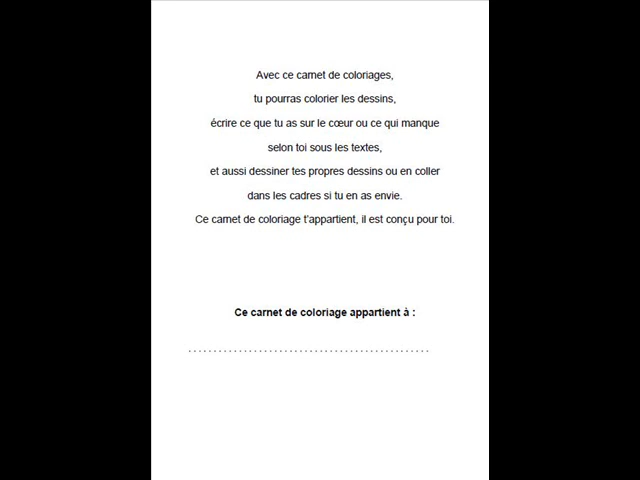 Avec ce carnet de coloriages,
tu pourras colorier les dessins,
écrire ce que tu as sur le cœur ou ce qui manque
selon toi sous les textes,
et aussi dessiner tes propres dessins ou en coller
dans les cadres si tu en as envie.
Ce carnet de coloriage t'appartient, il est conçu pour toi.
Ce carnet de coloriage appartient à :
................................................